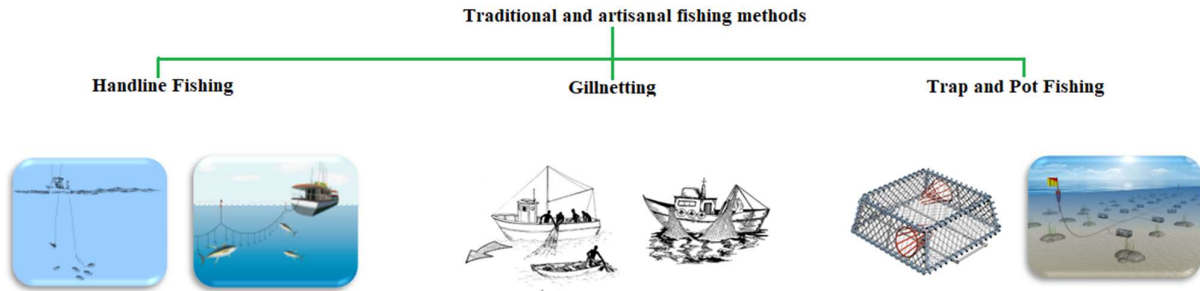 Traditional and artisanal fishing methods
Handline Fishing
Gillnetting
Trap and Pot Fishing